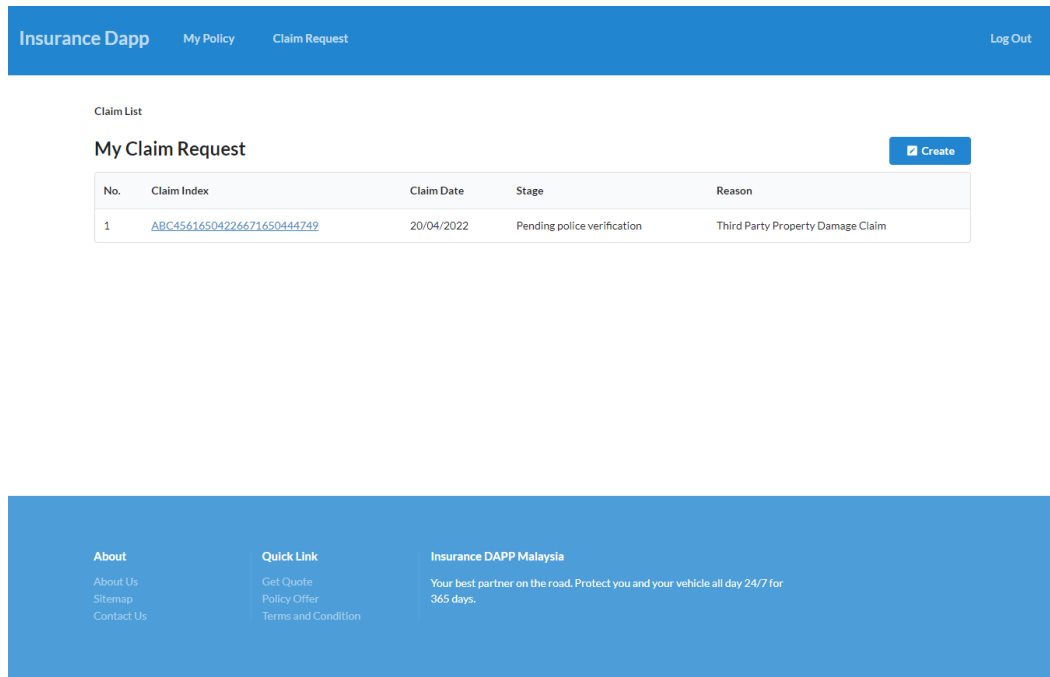 Insurance Dapp My Policy Claim Request Log Out
Claim List
My Claim Request Create
No. Claim Index Claim Date Stage Reason
1 ABC45616504226671650444749 20/04/2022 Pending police verification Third Party Property Damage Claim
About Quick Link Insurance DAPP Malaysia
About Us Get Quote Your best partner on the road. Protect you and your vehicle all day 24/7 for
Sitemap Policy Offer 365 days.
Contact Us Terms and Condition